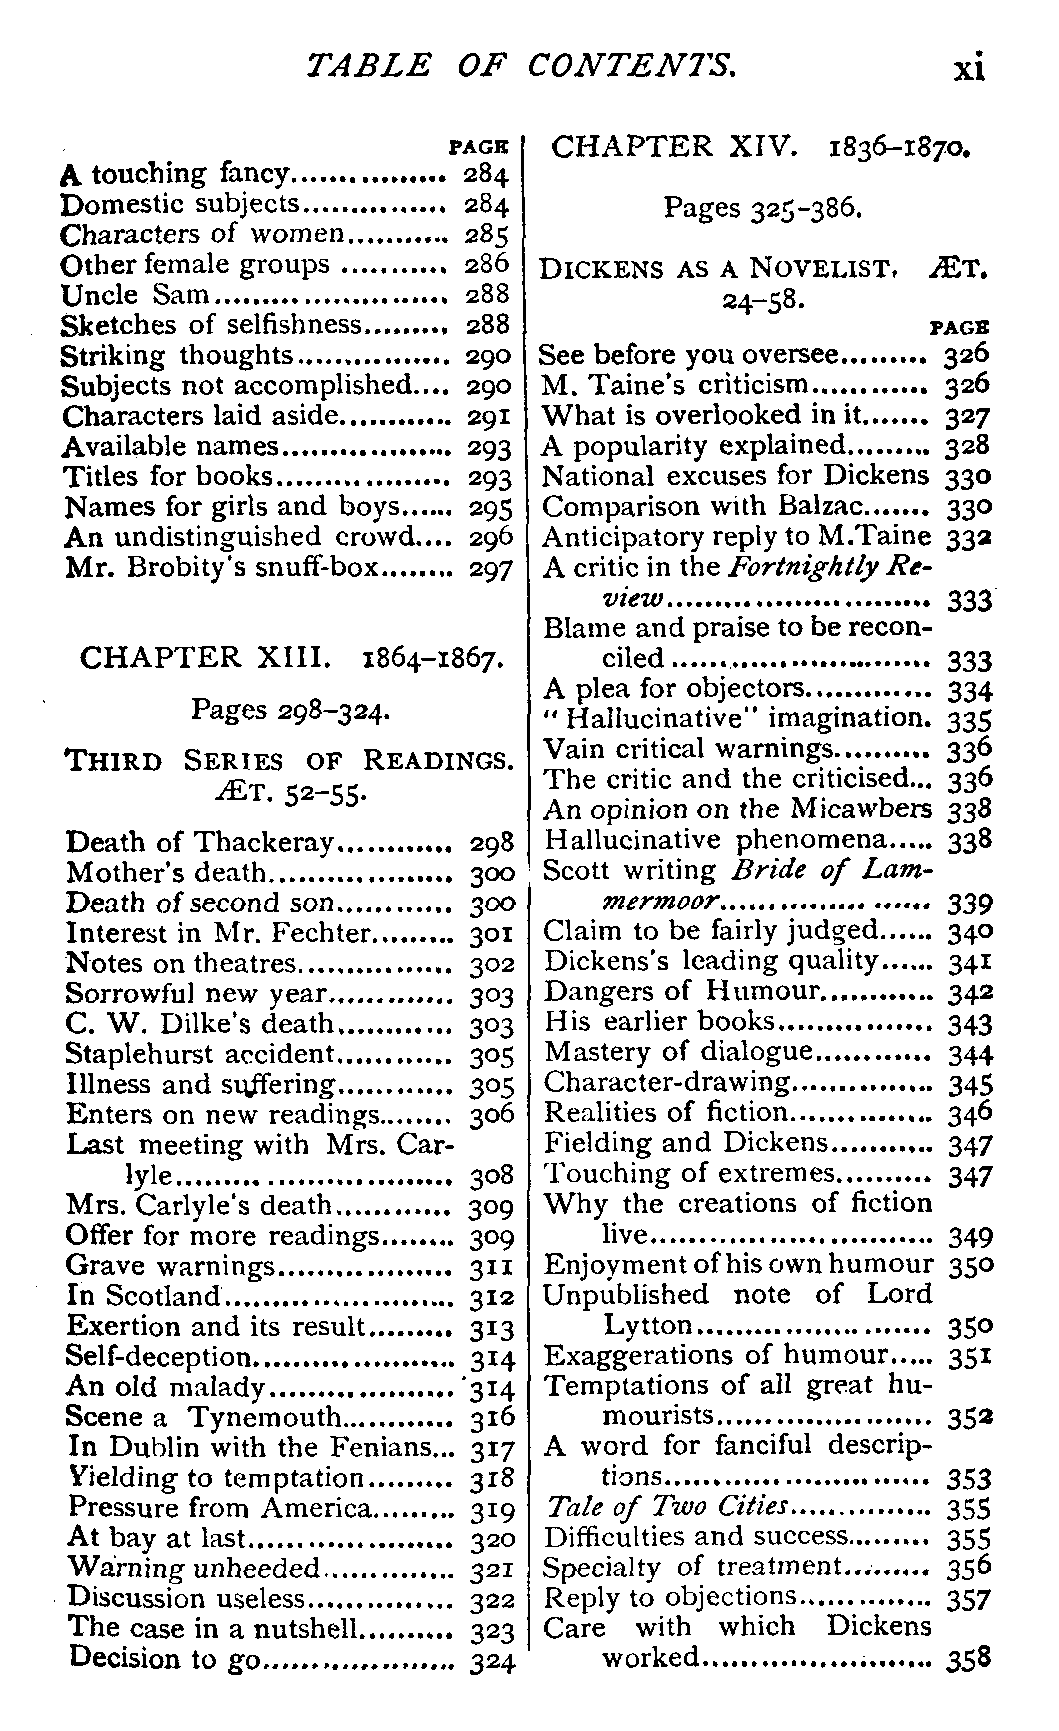 TABLE OF CONTENTS. xi
PAGE
A touching fancy................ 284
Domestic subjects............... 284
Characters of women........... 285
Other female groups ........... 286
Uncle Sam........................ 288
Sketches of selfishness......... 288
Striking thoughts................ 290
Subjects not accomplished.... 290
Characters laid aside............ 291
Available names.................. 293
Titles for books.................. 293
Names for girls and boys...... 295
An undistinguished crowd.... 296
Mr. Brobity's snuff-box........ 297
CHAPTER XIII. 1864–1867.
Pages 298–324.
THIRD SERIES OF READINGS.
ÆT. 52–55.
Death of Thackeray............ 298
Mother's death................... 300
Death of second son............ 300
Interest in Mr. Fechter......... 301
Notes on theatres................ 302
Sorrowful new year............. 303
C. W. Dilke's death............ 303
Staplehurst accident............ 305
Illness and suffering............ 305
Enters on new readings........ 306
Last meeting with Mrs. Car-
lyle............................. 308
Mrs. Carlyle's death............ 309
Offer for more readings........ 309
Grave warnings.................. 311
In Scotland........................ 312
Exertion and its result......... 313
Self-deception..................... 314
An old malady................... 314
Scene a Tynemouth............ 316
In Dublin with the Fenians... 317
Yielding to temptation......... 318
Pressure from America......... 319
At bay at last..................... 320
Warning unheeded.............. 321
Discussion useless............... 322
The case in a nutshell.......... 323
Decision to go.................... 324
CHAPTER XIV. 1836–1870.
Pages 325–386.
DICKENS AS A NOVELIST. ÆT.
24–58.
PAGE
See before you oversee......... 326
M. Taine's criticism............ 326
What is overlooked in it....... 327
A popularity explained......... 328
National excuses for Dickens 330
Comparison with Balzac....... 330
Anticipatory reply to M.Taine 332
A critic in the Fortnightly Re-
view............................ 333
Blame and praise to be recon-
ciled ........................... 333
A plea for objectors............. 334
"Hallucinative" imagination. 335
Vain critical warnings.......... 336
The critic and the criticised... 336
An opinion on the Micawbers 338
Hallucinative phenomena..... 338
Scott writing Bride of Lam-
mermoor...................... 339
Claim to be fairly judged...... 340
Dickens's leading quality...... 341
Dangers of Humour............ 342
His earlier books................ 343
Mastery of dialogue............ 344
Character-drawing............... 345
Realities of fiction............... 346
Fielding and Dickens........... 347
Touching of extremes.......... 347
Why the creations of fiction
live............................. 349
Enjoyment of his own humour 350
Unpublished note of Lord
Lytton........................ 350
Exaggerations of humour..... 351
Temptations of all great hu-
mourists...................... 352
A word for fanciful descrip-
tions........................... 353
Tale of Two Cities............... 355
Difficulties and success......... 355
Specialty of treatment......... 356
Reply to objections.............. 357
Care with which Dickens
worked........................ 358